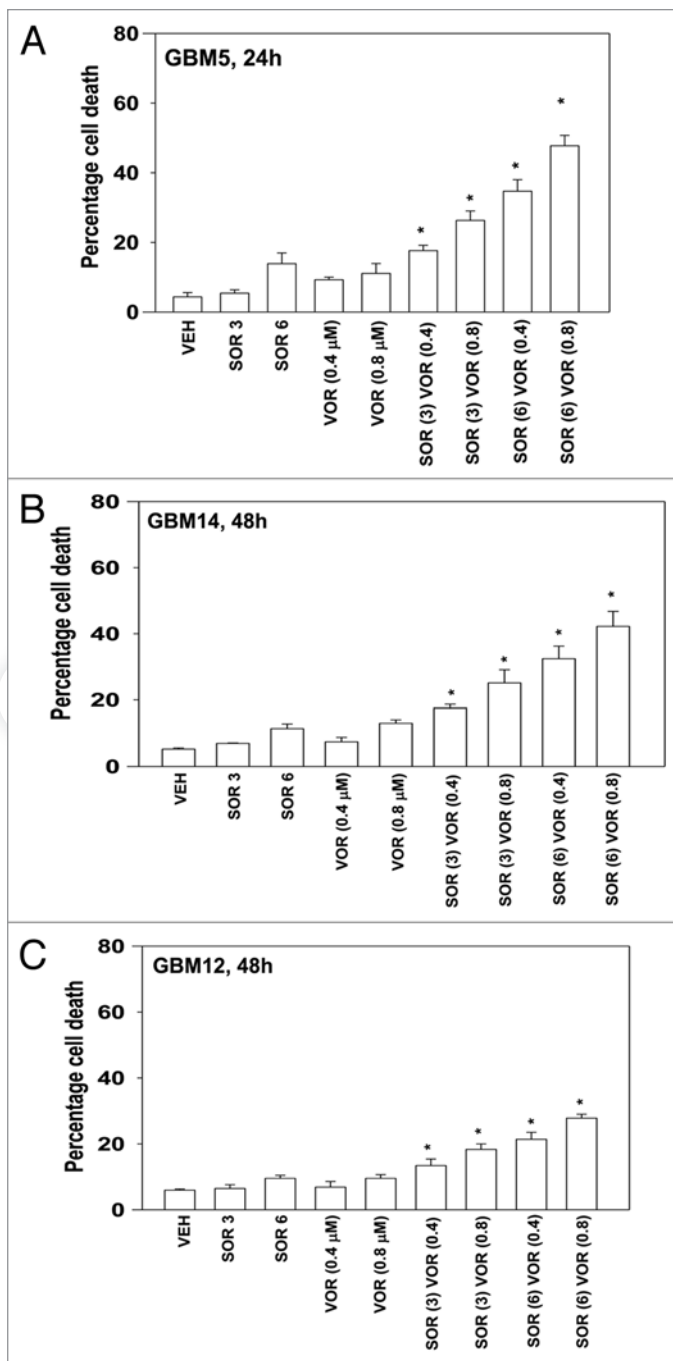 A
GBM5, 24h
Percentage cell death
80
60
40
20
0
*
*
*
*
VEH
SOR 3
SOR 6
VOR (0.4 µM)
VOR (0.8 µM)
SOR (3) VOR (0.4)
SOR (3) VOR (0.8)
SOR (6) VOR (0.4)
SOR (6) VOR (0.8)
B
GBM14, 48h
Percentage cell death
80
60
40
20
0
*
*
*
*
VEH
SOR 3
SOR 6
VOR (0.4 µM)
VOR (0.8 µM)
SOR (3) VOR (0.4)
SOR (3) VOR (0.8)
SOR (6) VOR (0.4)
SOR (6) VOR (0.8)
C
GBM12, 48h
Percentage cell death
80
60
40
20
0
*
*
*
*
VEH
SOR 3
SOR 6
VOR (0.4 µM)
VOR (0.8 µM)
SOR (3) VOR (0.4)
SOR (3) VOR (0.8)
SOR (6) VOR (0.4)
SOR (6) VOR (0.8)